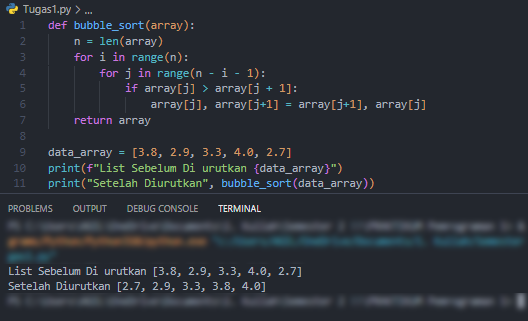 Tugas1.py > ...
1 def bubble_sort(array):
2 n = len(array)
3 for i in range(n):
4 for j in range(n - i - 1):
5 if array[j] > array[j + 1]:
6 array[j], array[j+1] = array[j+1], array[j]
7 return array
8
9 data_array = [3.8, 2.9, 3.3, 4.0, 2.7]
10 print(f"List Sebelum Di urutkan {data_array}")
11 print("Setelah Diurutkan", bubble_sort(data_array))
PROBLEMS OUTPUT DEBUG CONSOLE TERMINAL
List Sebelum Di urutkan [3.8, 2.9, 3.3, 4.0, 2.7]
Setelah Diurutkan [2.7, 2.9, 3.3, 3.8, 4.0]